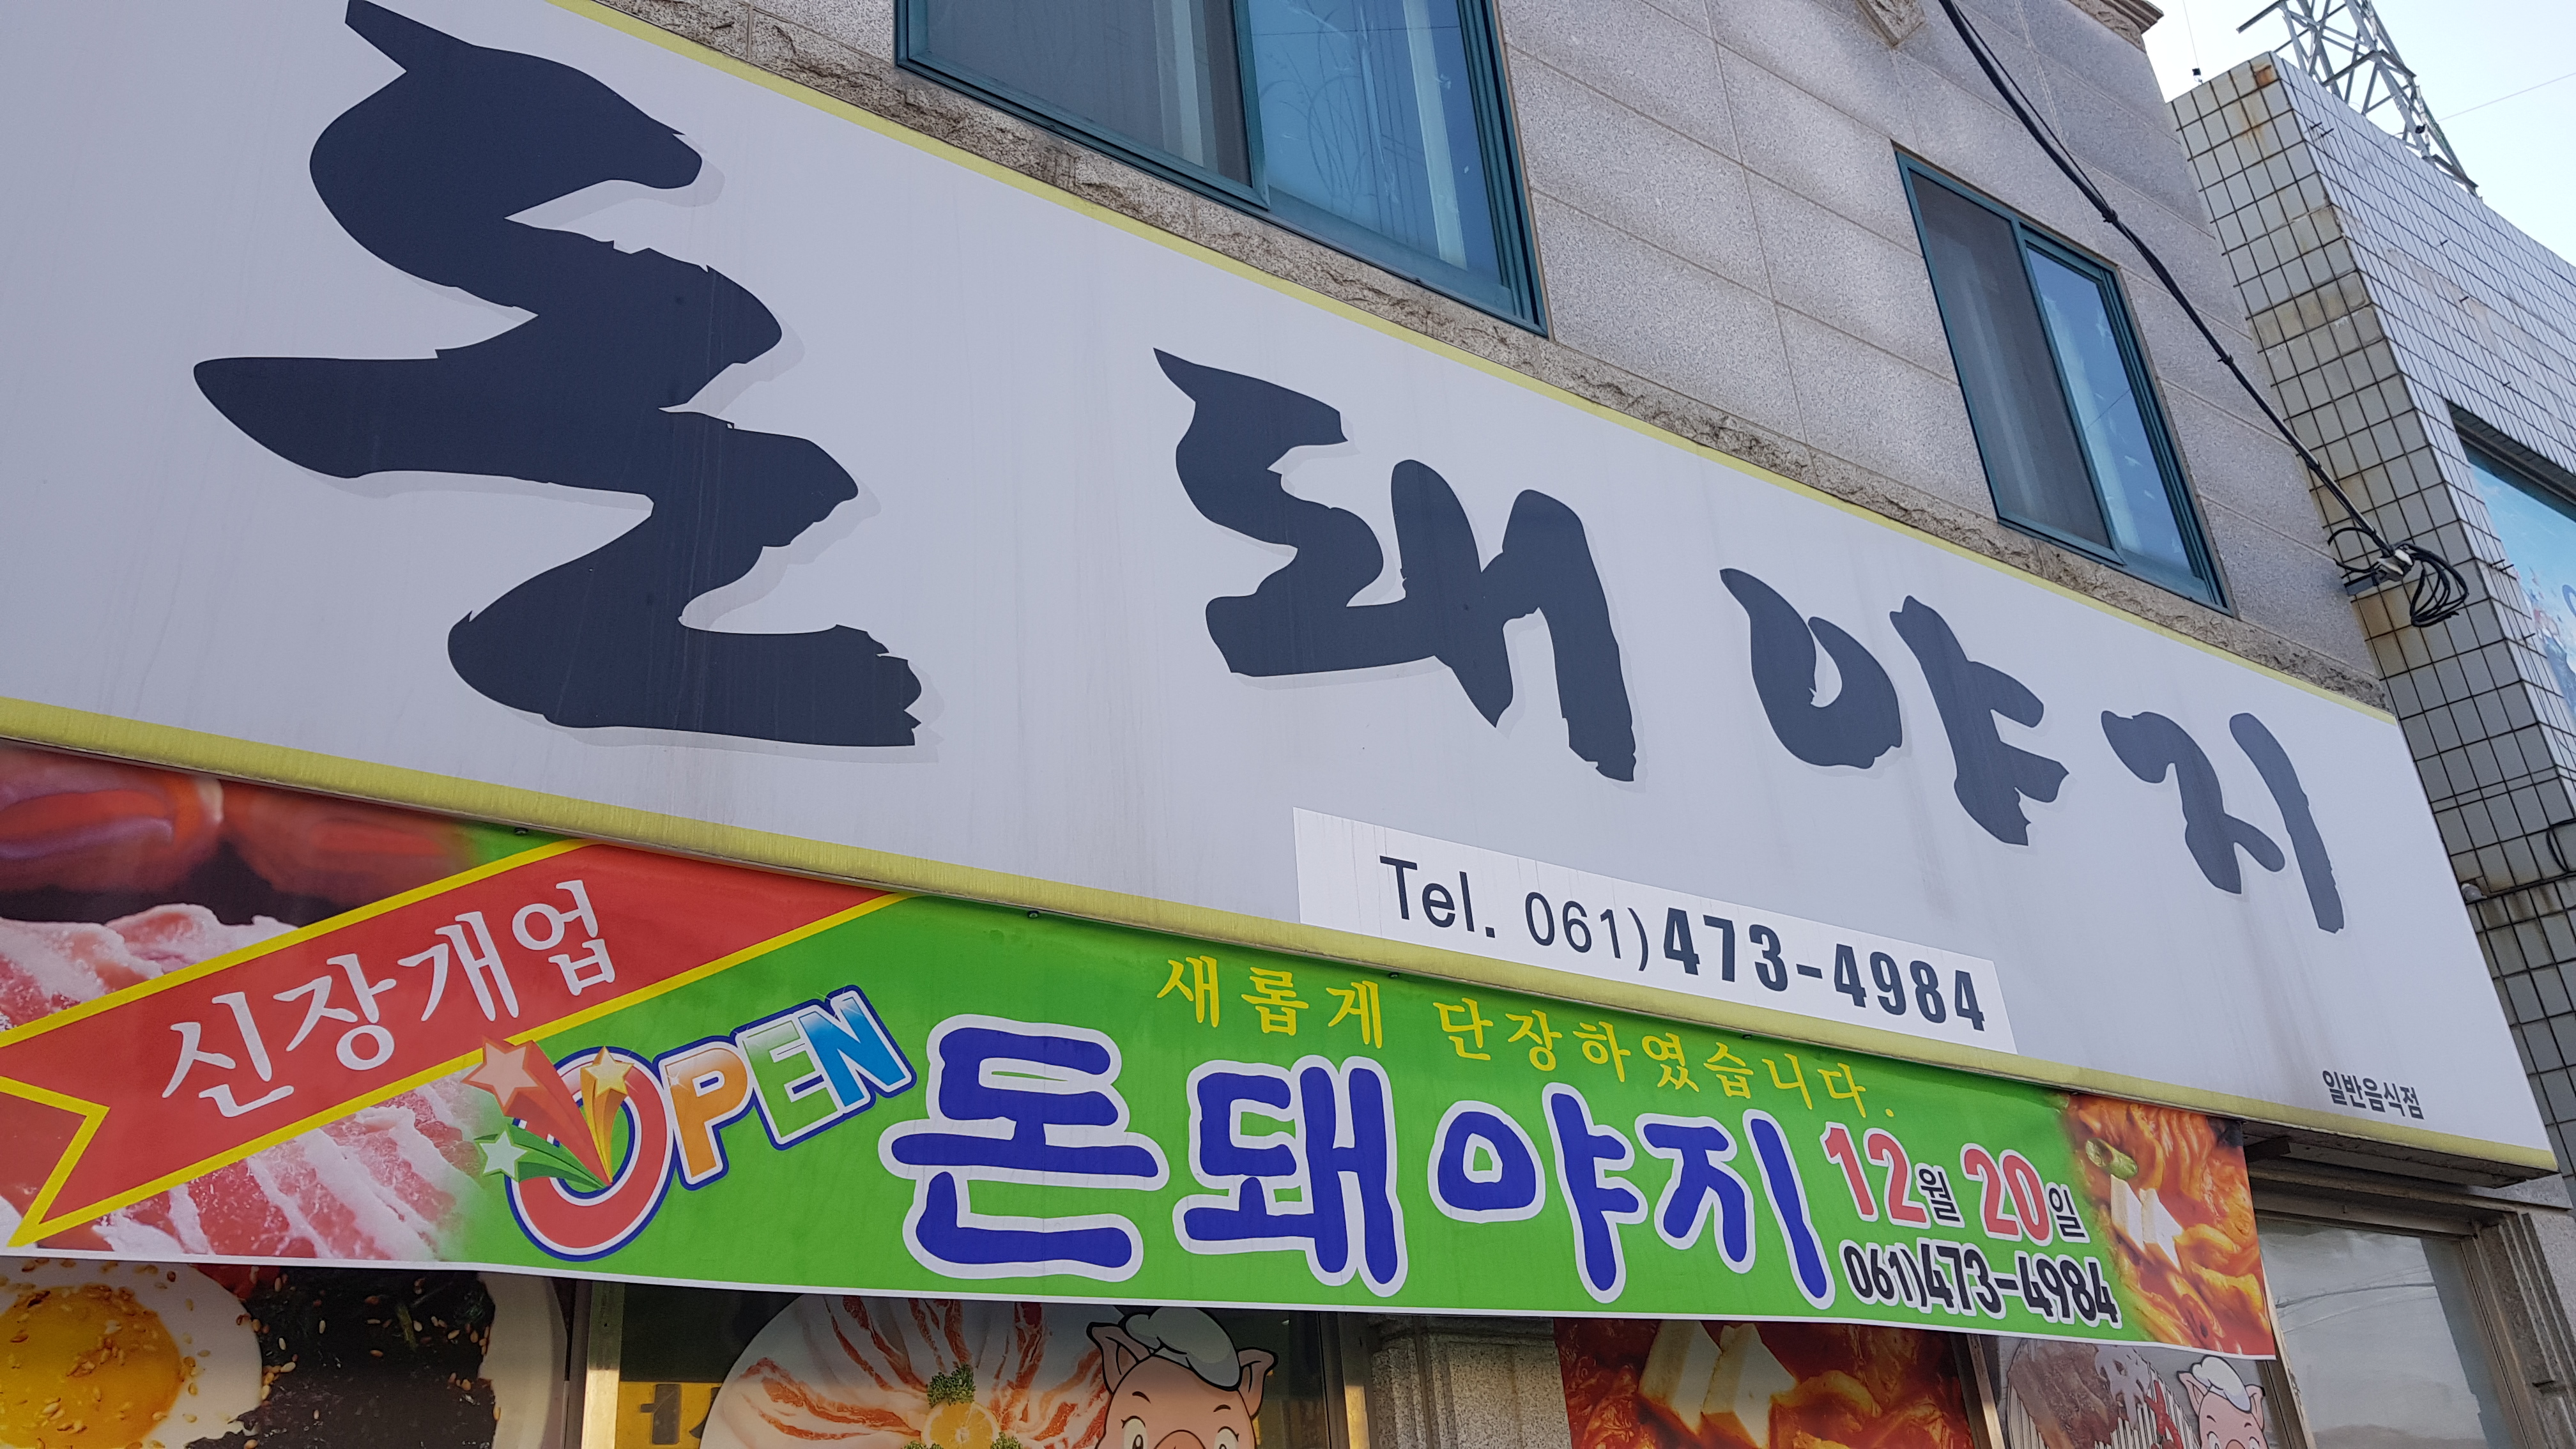 돈 돼야지
Tel. 061)473-4984
일반음식점
신장개업
OPEN
새롭게 단장하였습니다.
돈돼야지
12월 20일
061)473-4984